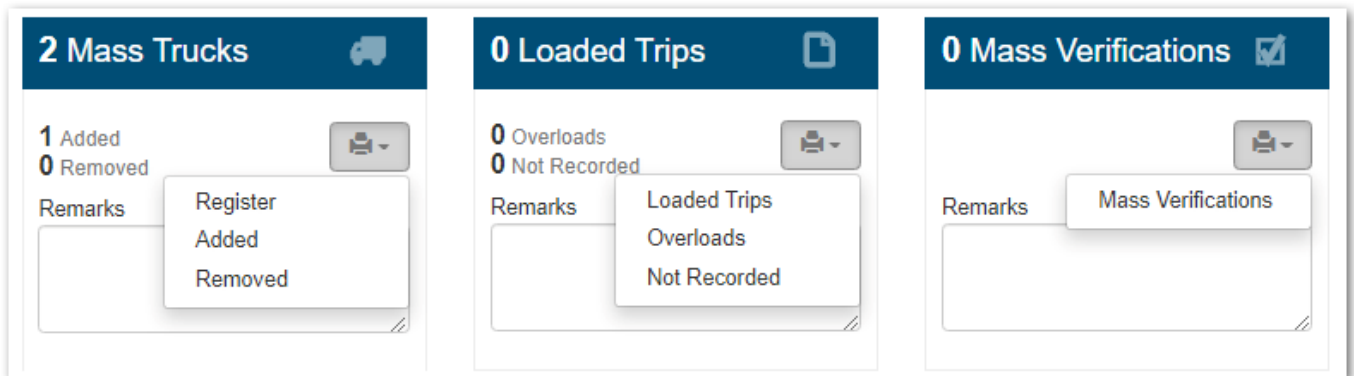 2 Mass Trucks
1 Added
0 Removed
Remarks
Register
Added
Removed
0 Loaded Trips
0 Overloads
0 Not Recorded
Remarks
Loaded Trips
Overloads
Not Recorded
0 Mass Verifications
Remarks
Mass Verifications